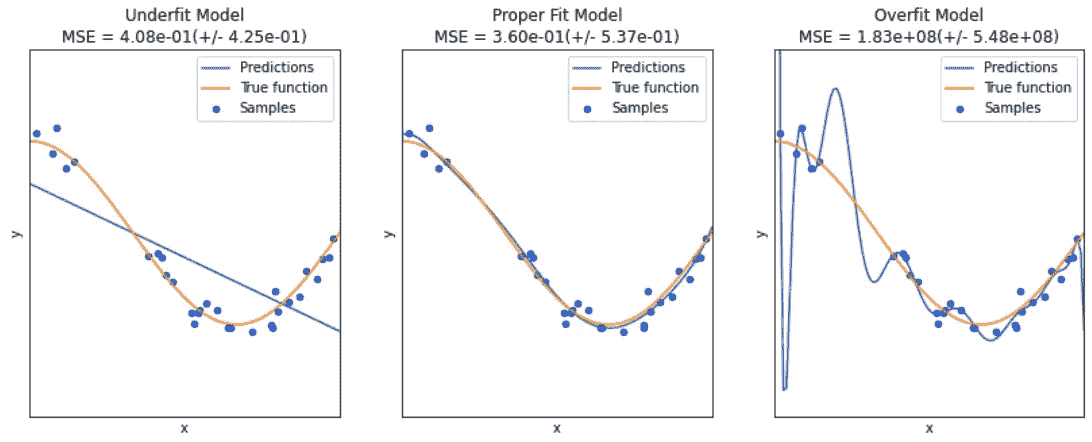 Underfit Model
MSE = 4.08e-01(+/- 4.25e-01)
Predictions
True function
Samples
y
x
Proper Fit Model
MSE = 3.60e-01(+/- 5.37e-01)
Predictions
True function
Samples
y
x
Overfit Model
MSE = 1.83e+08(+/- 5.48e+08)
Predictions
True function
Samples
y
x